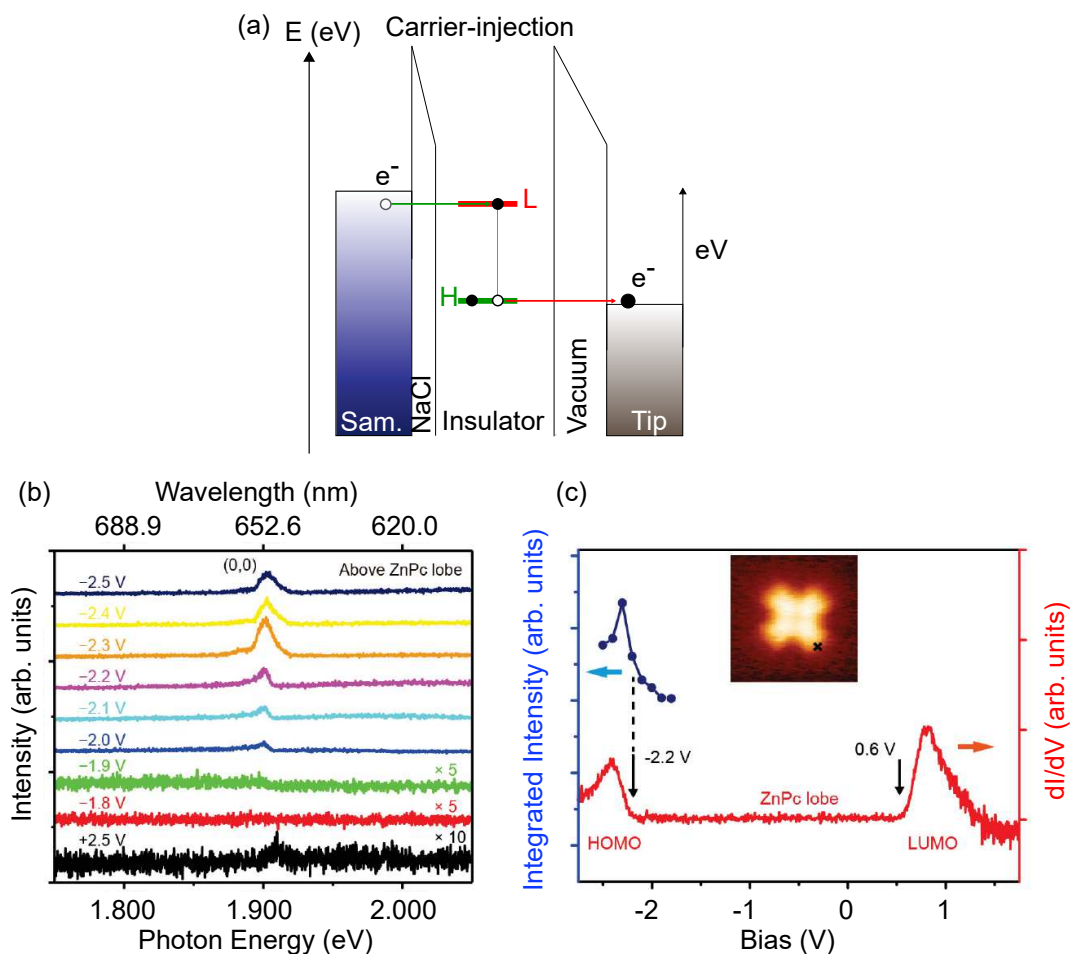 (a)
E (eV)
Carrier-injection
e-
L
eV
H
e-
NaCl
Vacuum
Sam.
Insulator
Tip
(b)
Wavelength (nm)
688.9 652.6 620.0
(0,0)
Above ZnPc lobe
−2.5 V
−2.4 V
−2.3 V
−2.2 V
−2.1 V
−2.0 V
−1.9 V × 5
−1.8 V × 5
+2.5 V × 10
Intensity (arb. units)
1.800 1.900 2.000
Photon Energy (eV)
(c)
Integrated Intensity (arb. units)
dI/dV (arb. units)
×
-2.2 V
0.6 V
ZnPc lobe
HOMO
LUMO
-2 -1 0 1
Bias (V)